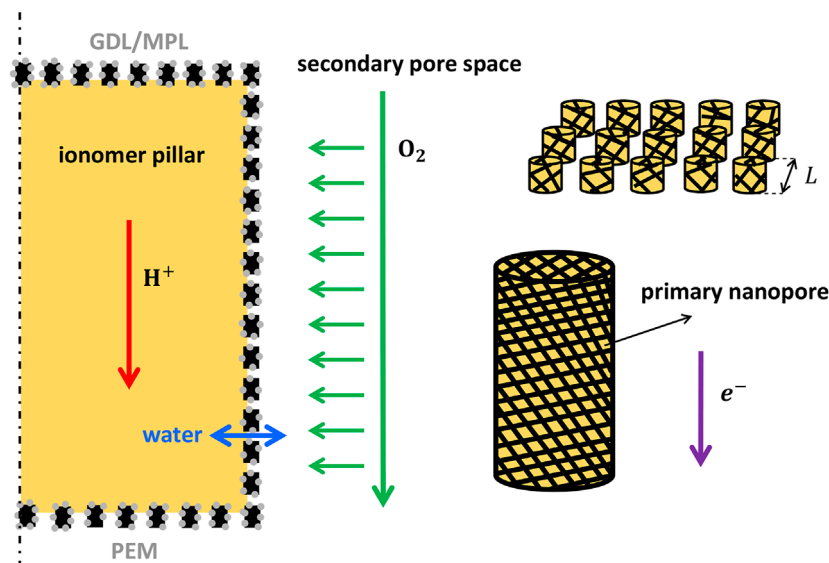 GDL/MPL
secondary pore space
ionomer pillar
O₂
L
H⁺
primary nanopore
e⁻
water
PEM